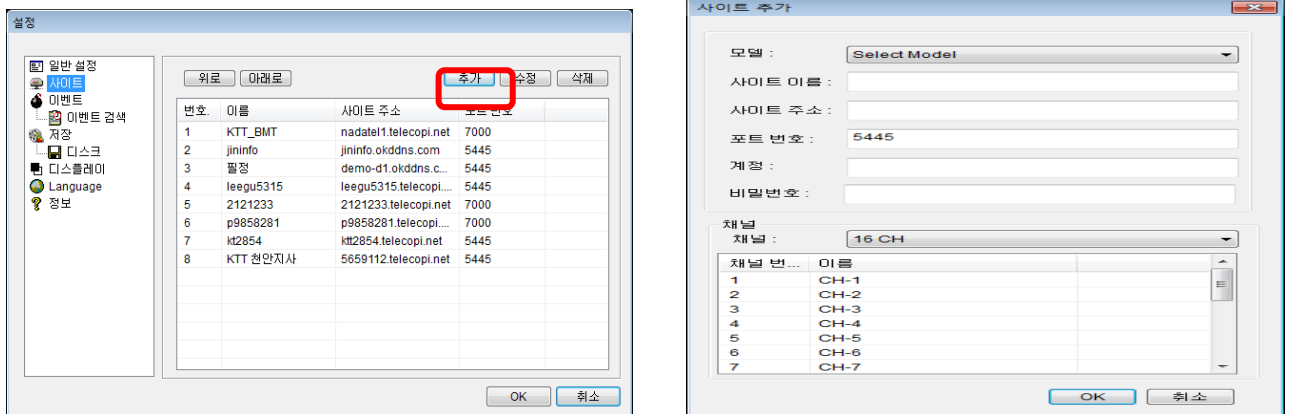 설정
일반 설정
사이트
이벤트
이벤트 검색
저장
디스크
디스플레이
Language
정보
위로 아래로 추가 수정 삭제
번호. 이름 사이트 주소 포트 번호
1 KTT_BMT nadatel1.telecopi.net 7000
2 jininfo jininfo.okddns.com 5445
3 필정 demo-d1.okddns.c... 5445
4 leegu5315 leegu5315.telecopi.... 5445
5 2121233 2121233.telecopi.net 7000
6 p9858281 p9858281.telecopi.... 7000
7 kt2854 ktt2854.telecopi.net 5445
8 KTT 천안지사 5659112.telecopi.net 5445
OK 취소
사이트 추가
모델 : Select Model
사이트 이름 :
사이트 주소 :
포트 번호 : 5445
계정 :
비밀번호 :
채널
채널 : 16 CH
채널 번... 이름
1 CH-1
2 CH-2
3 CH-3
4 CH-4
5 CH-5
6 CH-6
7 CH-7
OK 취소